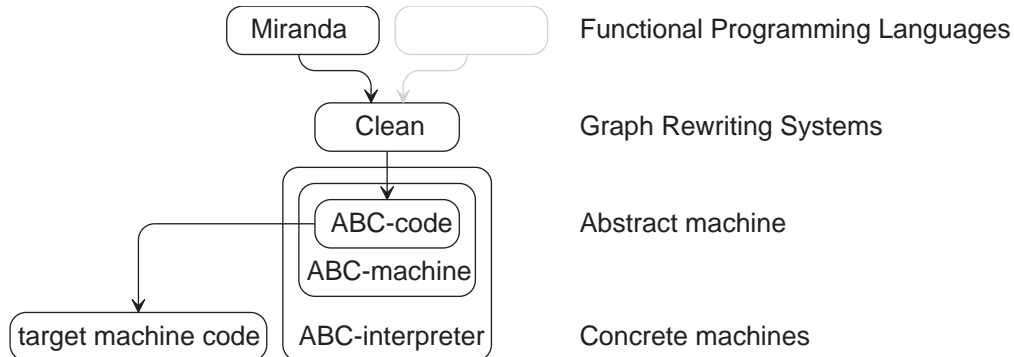 Miranda Functional Programming Languages
Clean Graph Rewriting Systems
ABC-code Abstract machine
ABC-machine
target machine code ABC-interpreter Concrete machines